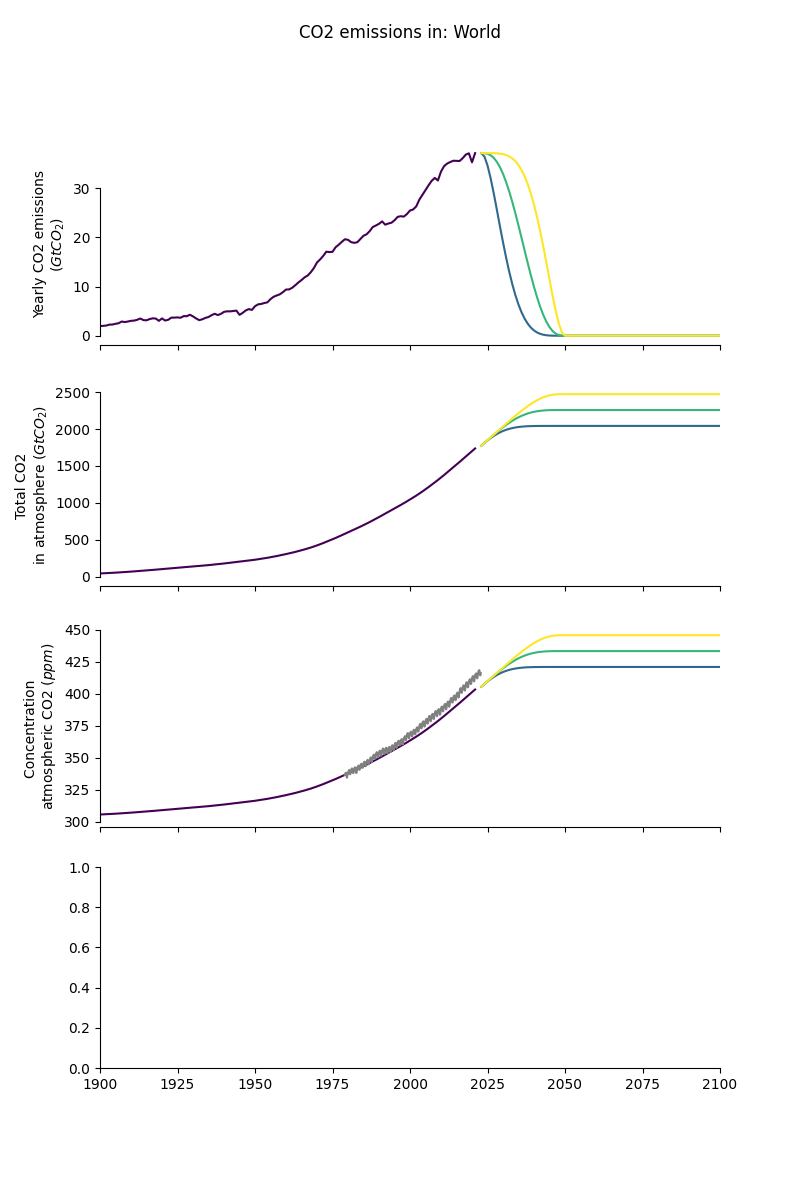 CO2 emissions in: World
Yearly CO2 emissions
(GtCO₂)
30
20
10
0
Total CO2
in atmosphere (GtCO₂)
2500
2000
1500
1000
500
0
Concentration
atmospheric CO2 (ppm)
450
425
400
375
350
325
300
1.0
0.8
0.6
0.4
0.2
0.0
1900 1925 1950 1975 2000 2025 2050 2075 2100